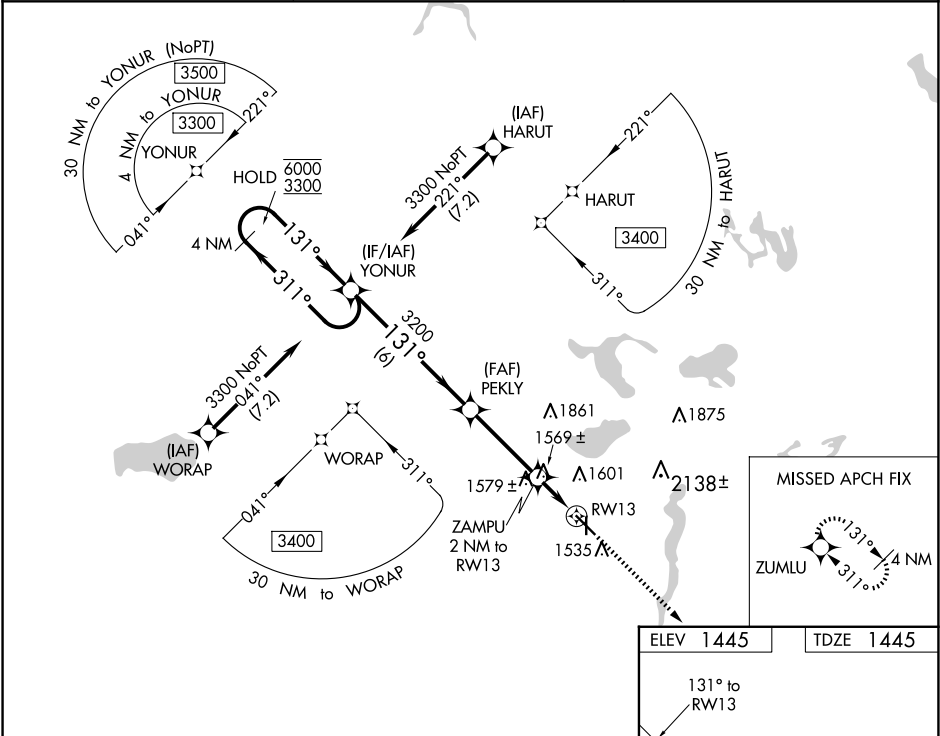 30 NM to YONUR (NoPT)
3500
4 NM to YONUR
3300
221°
YONUR
041°
HOLD
6000
3300
4 NM
131°
311°
(IF/IAF)
YONUR
(IAF)
HARUT
3300 NoPT
221°
(7.2)
221°
HARUT
3400
311°
30 NM to HARUT
3200
131°
(6)
(FAF)
PEKLY
3300 NoPT
041°
(7.2)
(IAF)
WORAP
WORAP
041°
311°
3400
30 NM to WORAP
1861
1875
1569 ±
1579 ±
1601
2138±
RW13
1535
ZAMPU
2 NM to
RW13
MISSED APCH FIX
131°
4 NM
ZUMLU
311°
ELEV 1445
TDZE 1445
131° to
RW13